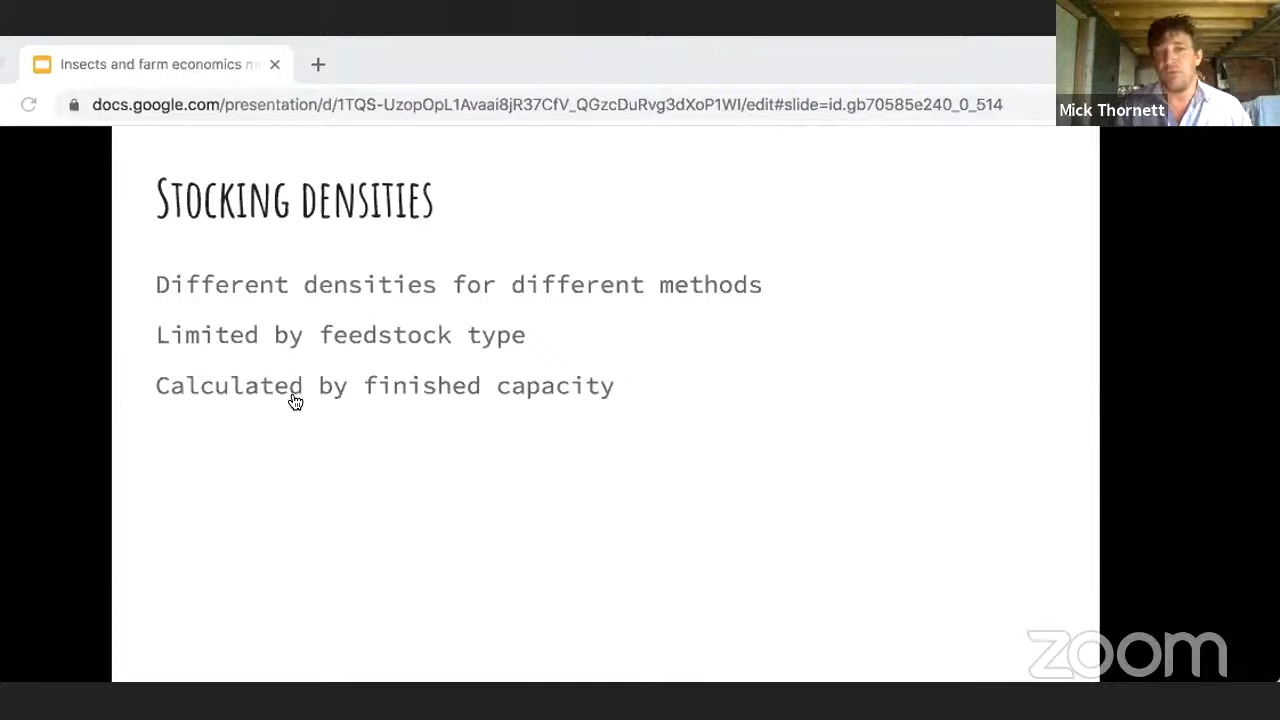 Insects and farm economics m
docs.google.com/presentation/d/1TQS-UzopOpL1Avaai8jR37CfV_QGzcDuRvg3dXoP1WI/edit#slide=id.gb70585e240_0_514
Mick Thornett
Stocking densities
Different densities for different methods
Limited by feedstock type
Calculated by finished capacity
zoom